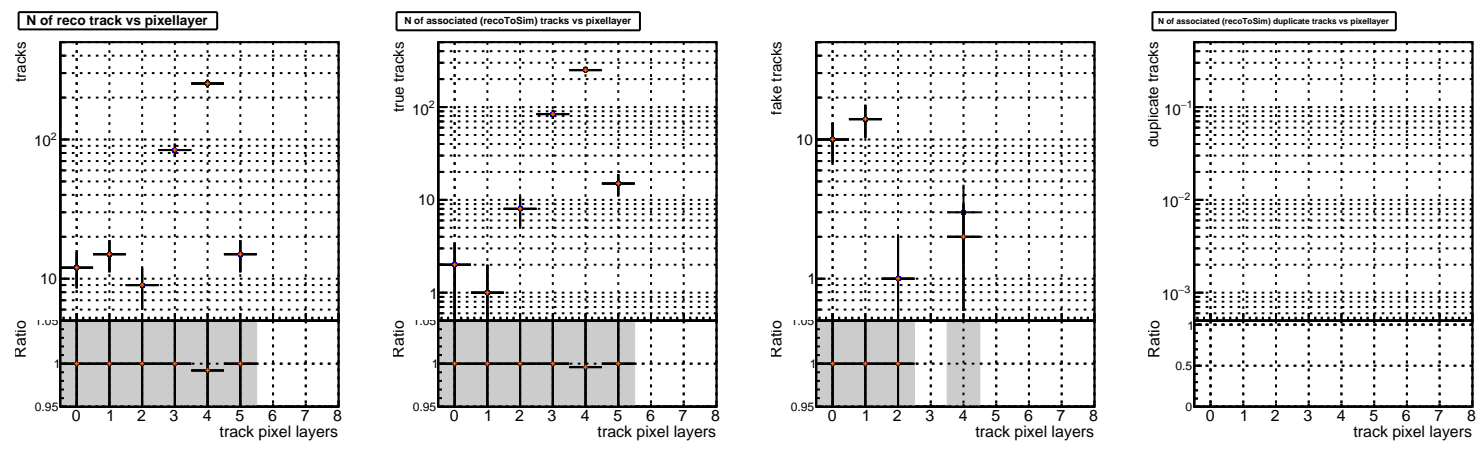 N of reco track vs pixellayer
tracks
10²
10
Ratio
1.05
1
0.95
0 1 2 3 4 5 6 7 8
track pixel layers
N of associated (recoToSim) tracks vs pixellayer
true tracks
10²
10
1
Ratio
1.05
1
0.95
0 1 2 3 4 5 6 7 8
track pixel layers
fake tracks
10
1
Ratio
1.05
1
0.95
0 1 2 3 4 5 6 7 8
track pixel layers
N of associated (recoToSim) duplicate tracks vs pixellayer
duplicate tracks
10⁻¹
10⁻²
10⁻³
Ratio
1
0.5
0
0 1 2 3 4 5 6 7 8
track pixel layers